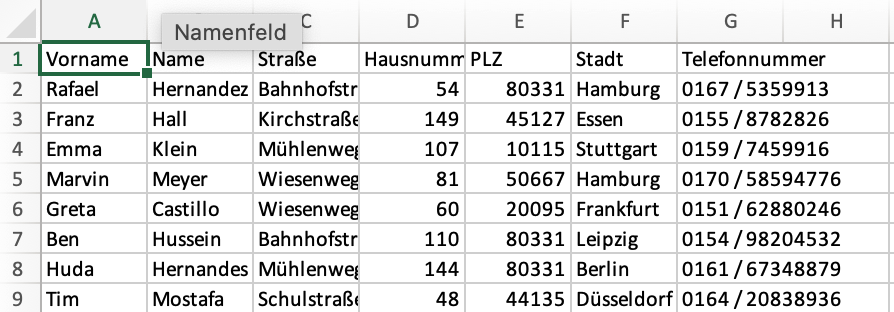 A B C D E F G H
Namenfeld
1 Vorname Name Straße Hausnumm PLZ Stadt Telefonnummer
2 Rafael Hernandez Bahnhofstr 54 80331 Hamburg 0167 / 5359913
3 Franz Hall Kirchstraße 149 45127 Essen 0155 / 8782826
4 Emma Klein Mühlenweg 107 10115 Stuttgart 0159 / 7459916
5 Marvin Meyer Wiesenweg 81 50667 Hamburg 0170 / 58594776
6 Greta Castillo Wiesenweg 60 20095 Frankfurt 0151 / 62880246
7 Ben Hussein Bahnhofstr 110 80331 Leipzig 0154 / 98204532
8 Huda Hernandes Mühlenweg 144 80331 Berlin 0161 / 67348879
9 Tim Mostafa Schulstraße 48 44135 Düsseldorf 0164 / 20838936